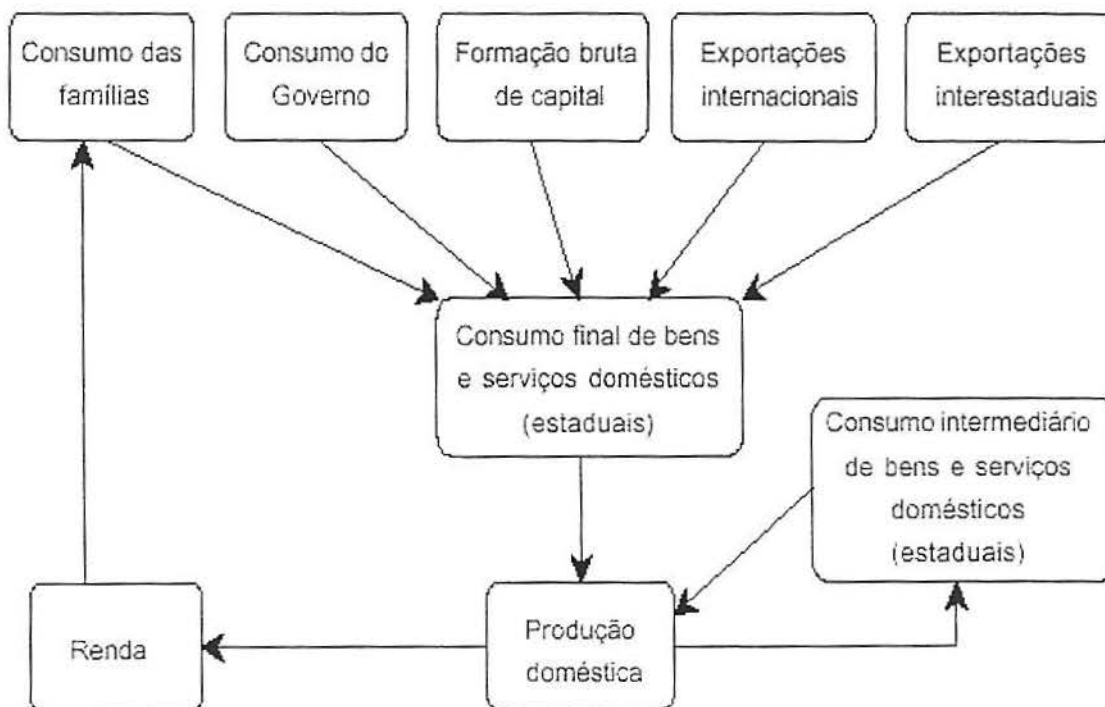 Consumo das
famílias
Consumo do
Governo
Formação bruta
de capital
Exportações
internacionais
Exportações
interestaduais
Consumo final de bens
e serviços domésticos
(estaduais)
Consumo intermediário
de bens e serviços
domésticos
(estaduais)
Renda
Produção
doméstica